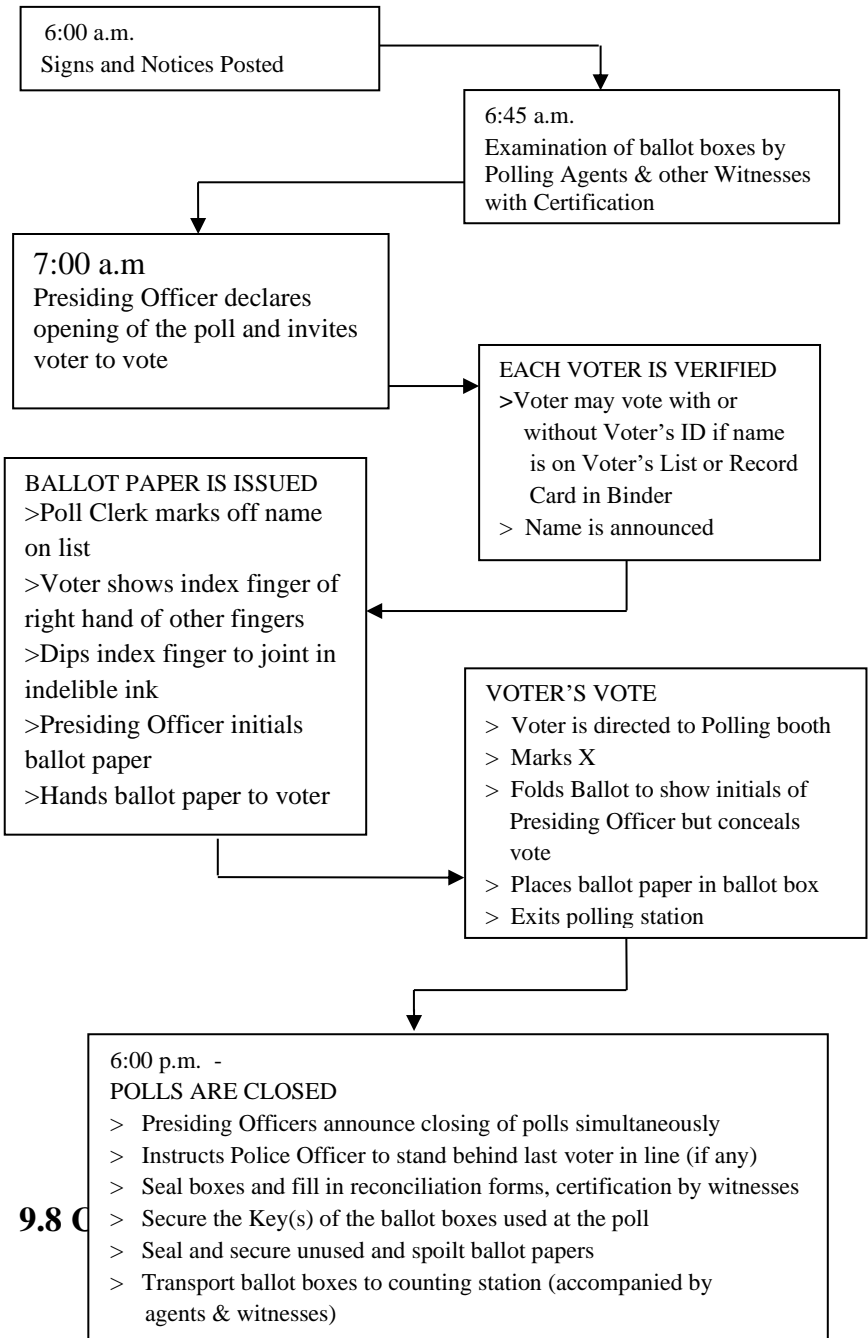 6:00 a.m.
Signs and Notices Posted
6:45 a.m.
Examination of ballot boxes by
Polling Agents & other Witnesses
with Certification
7:00 a.m
Presiding Officer declares
opening of the poll and invites
voter to vote
EACH VOTER IS VERIFIED
>Voter may vote with or
without Voter’s ID if name
is on Voter’s List or Record
Card in Binder
> Name is announced
BALLOT PAPER IS ISSUED
>Poll Clerk marks off name
on list
>Voter shows index finger of
right hand of other fingers
>Dips index finger to joint in
indelible ink
>Presiding Officer initials
ballot paper
>Hands ballot paper to voter
VOTER’S VOTE
> Voter is directed to Polling booth
> Marks X
> Folds Ballot to show initials of
Presiding Officer but conceals
vote
> Places ballot paper in ballot box
> Exits polling station
6:00 p.m. -
POLLS ARE CLOSED
> Presiding Officers announce closing of polls simultaneously
> Instructs Police Officer to stand behind last voter in line (if any)
> Seal boxes and fill in reconciliation forms, certification by witnesses
> Secure the Key(s) of the ballot boxes used at the poll
> Seal and secure unused and spoilt ballot papers
> Transport ballot boxes to counting station (accompanied by
agents & witnesses)
9.8